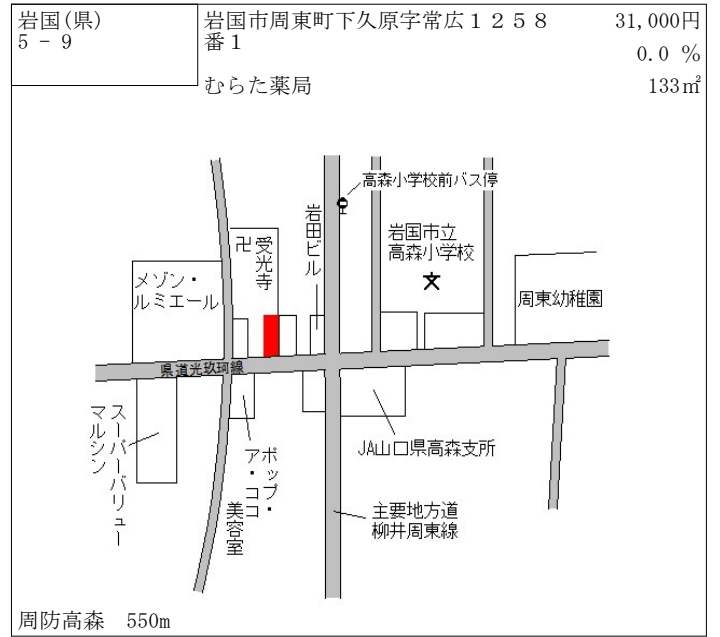 岩国(県)
5 - 9
岩国市周東町下久原字常広１２５８
番１
むらた薬局
31,000円
0.0 %
133㎡
高森小学校前バス停
岩田ビル
卍
受光寺
岩国市立
高森小学校
文
メゾン・
ルミエール
周東幼稚園
県道光玖珂線
スーパーバリュー
マルシン
ポップ・
ア・ココ
美容室
JA山口県高森支所
主要地方道
柳井周東線
周防高森　550m